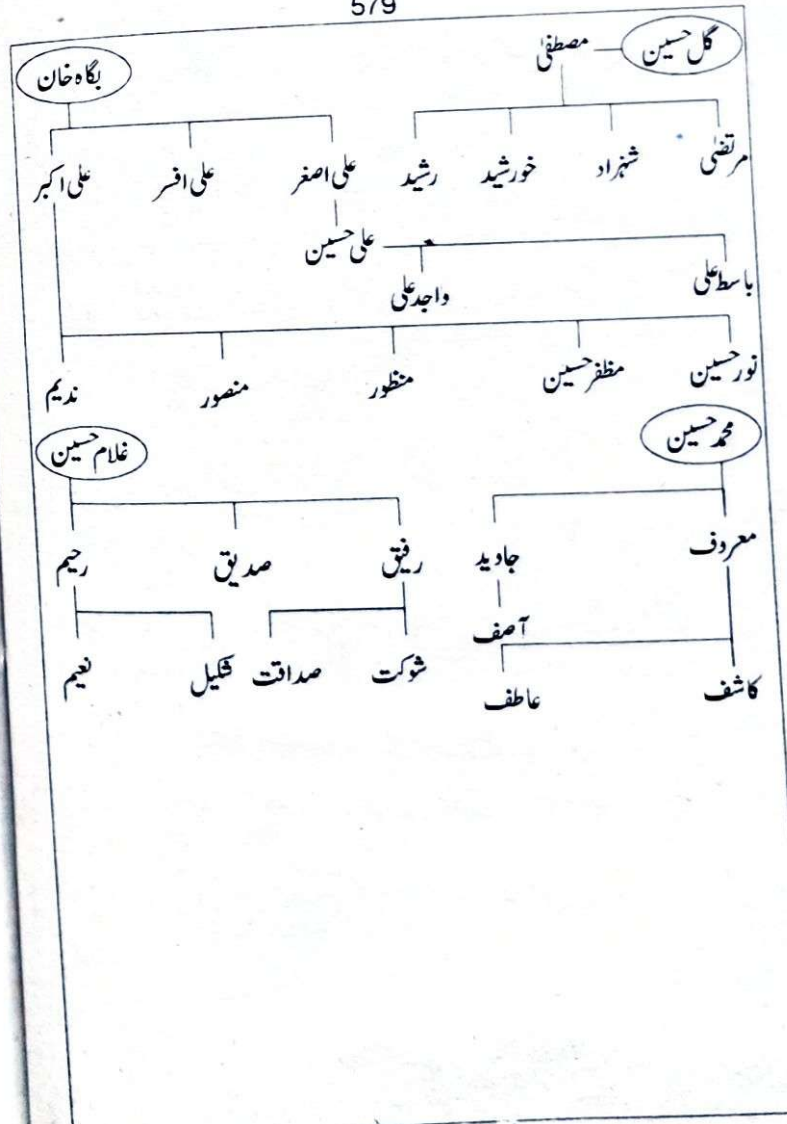 579
گل حسین مصطفیٰ بگاہ خان
مرتضیٰ شہزاد خورشید رشید علی اصغر علی افسر علی اکبر
علی حسین
باسط علی واجد علی
نور حسین مظفر حسین منظور منصور ندیم
محمد حسین غلام حسین
معروف جاوید رفیق صدیق رحیم
آصف
کاشف عاطف شوکت صداقت شکیل نعیم